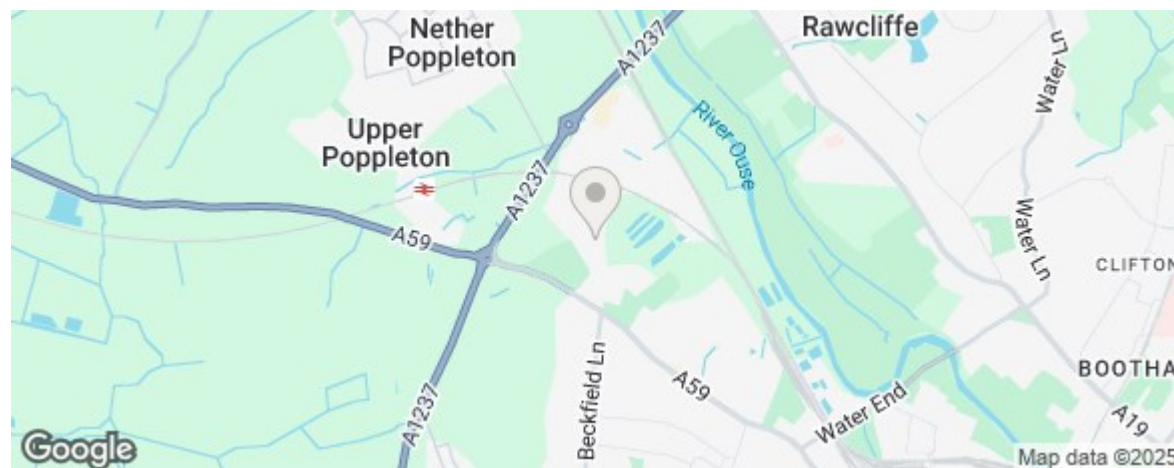 Nether
Poppleton
A1237
Rawcliffe
Water Ln
Upper
Poppleton
River Ouse
A1237
A59
Water Ln
CLIFTON
Beckfield Ln
A59
BOOTHA
A1237
Water End
A19
Google
Map data ©2025